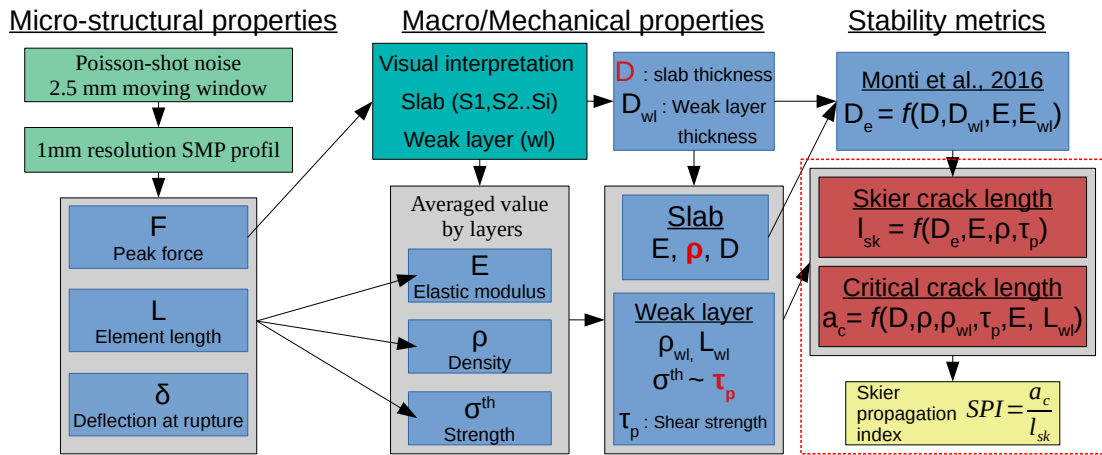 Micro-structural properties
Poisson-shot noise
2.5 mm moving window
1mm resolution SMP profil
F
Peak force
L
Element length
δ
Deflection at rupture
Macro/Mechanical properties
Visual interpretation
Slab (S1,S2..Si)
Weak layer (wl)
Averaged value
by layers
E
Elastic modulus
ρ
Density
σth
Strength
D : slab thickness
Dwl : Weak layer
thickness
Slab
E, ρ, D
Weak layer
ρwl, Lwl
σth ~ τp
τp : Shear strength
Stability metrics
Monti et al., 2016
De = f(D,Dwl,E,Ewl)
Skier crack length
lsk = f(De,E,ρ,τp)
Critical crack length
ac= f(D,ρ,ρwl,τp,E, Lwl)
Skier
propagation
index
SPI = ac/lsk